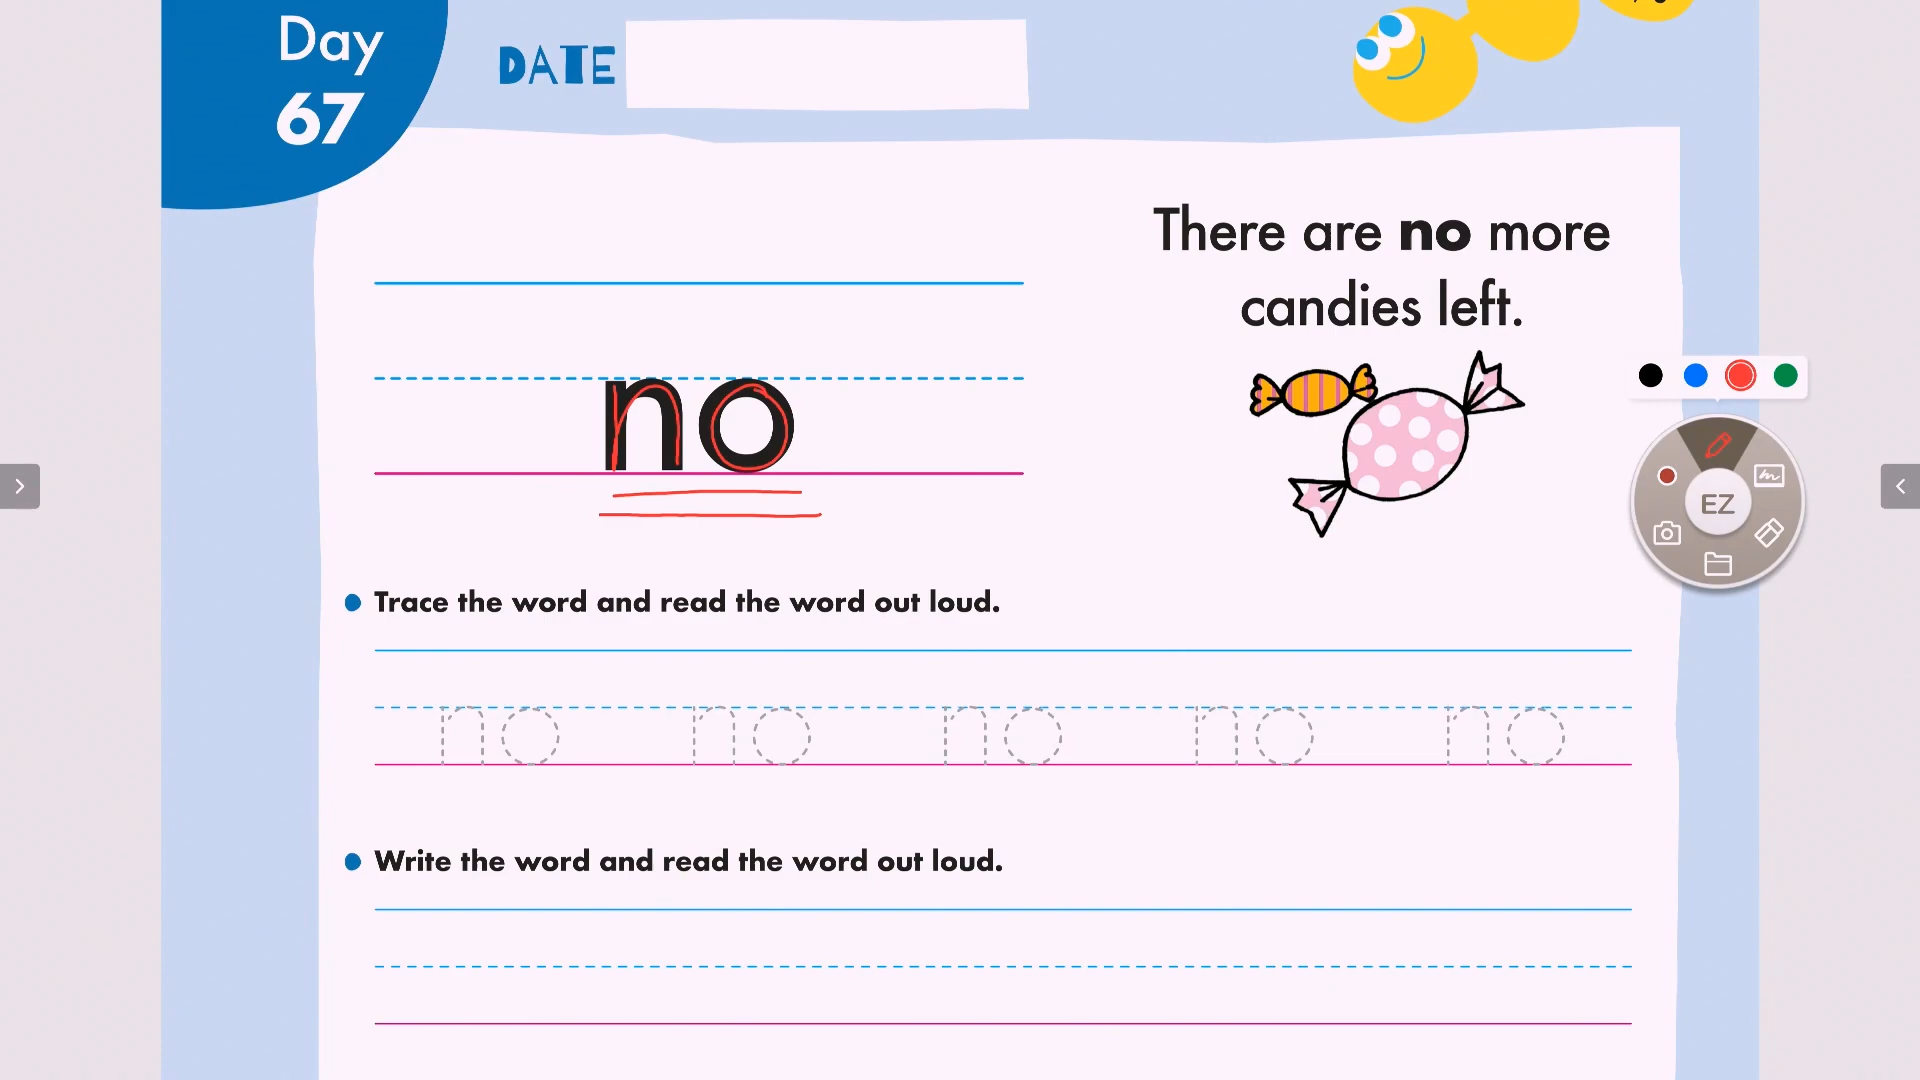 Day
67
DATE
There are no more
candies left.
no
EZ
Trace the word and read the word out loud.
no no no no no
Write the word and read the word out loud.